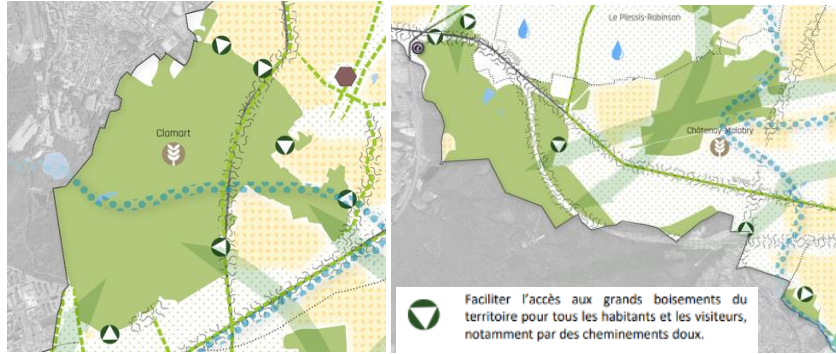 Clamart
Le Plessis-Robinson
Châtenay-Malabry
Faciliter l'accès aux grands boisements du
territoire pour tous les habitants et les visiteurs,
notamment par des cheminements doux.